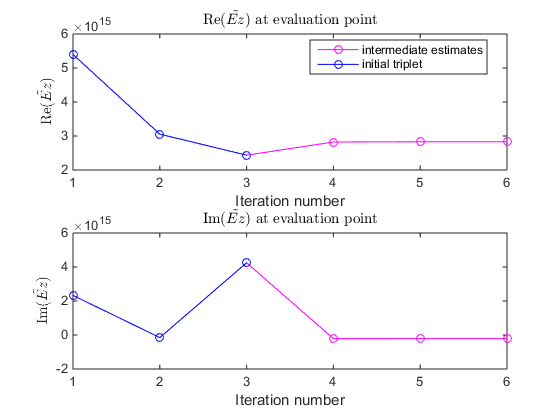 Re(Ẽz) at evaluation point
×10^15
6
5
4
3
2
Re(Ẽz)
intermediate estimates
initial triplet
1 2 3 4 5 6
Iteration number
Im(Ẽz) at evaluation point
×10^15
6
4
2
0
-2
Im(Ẽz)
1 2 3 4 5 6
Iteration number